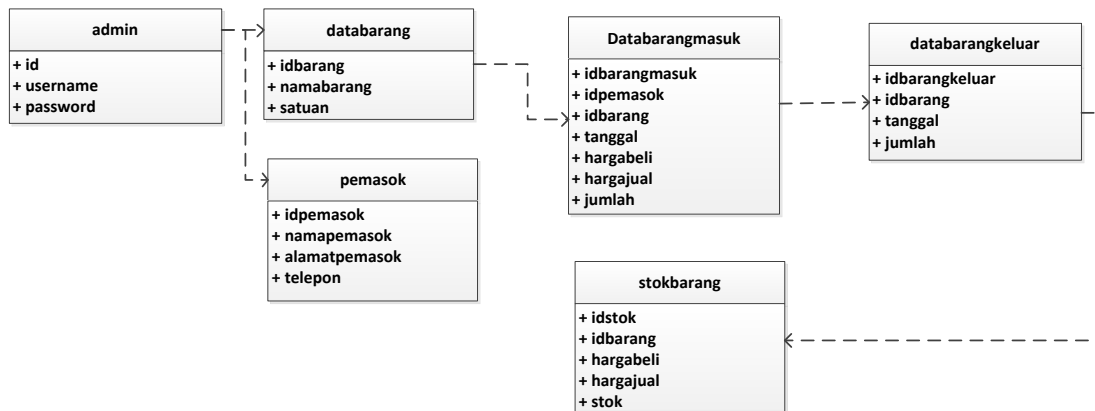 admin
+ id
+ username
+ password
databarang
+ idbarang
+ namabarang
+ satuan
pemasok
+ idpemasok
+ namapemasok
+ alamatpemasok
+ telepon
Databarangmasuk
+ idbarangmasuk
+ idpemasok
+ idbarang
+ tanggal
+ hargabeli
+ hargajual
+ jumlah
databarangkeluar
+ idbarangkeluar
+ idbarang
+ tanggal
+ jumlah
stokbarang
+ idstok
+ idbarang
+ hargabeli
+ hargajual
+ stok